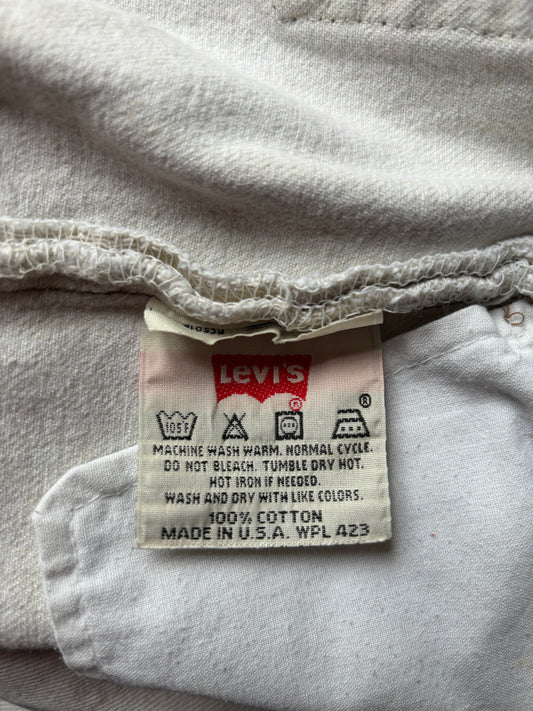 Levi's
®
105°F
MACHINE WASH WARM. NORMAL CYCLE.
DO NOT BLEACH. TUMBLE DRY HOT.
HOT IRON IF NEEDED.
WASH AND DRY WITH LIKE COLORS.
100% COTTON
MADE IN U.S.A. WPL 423